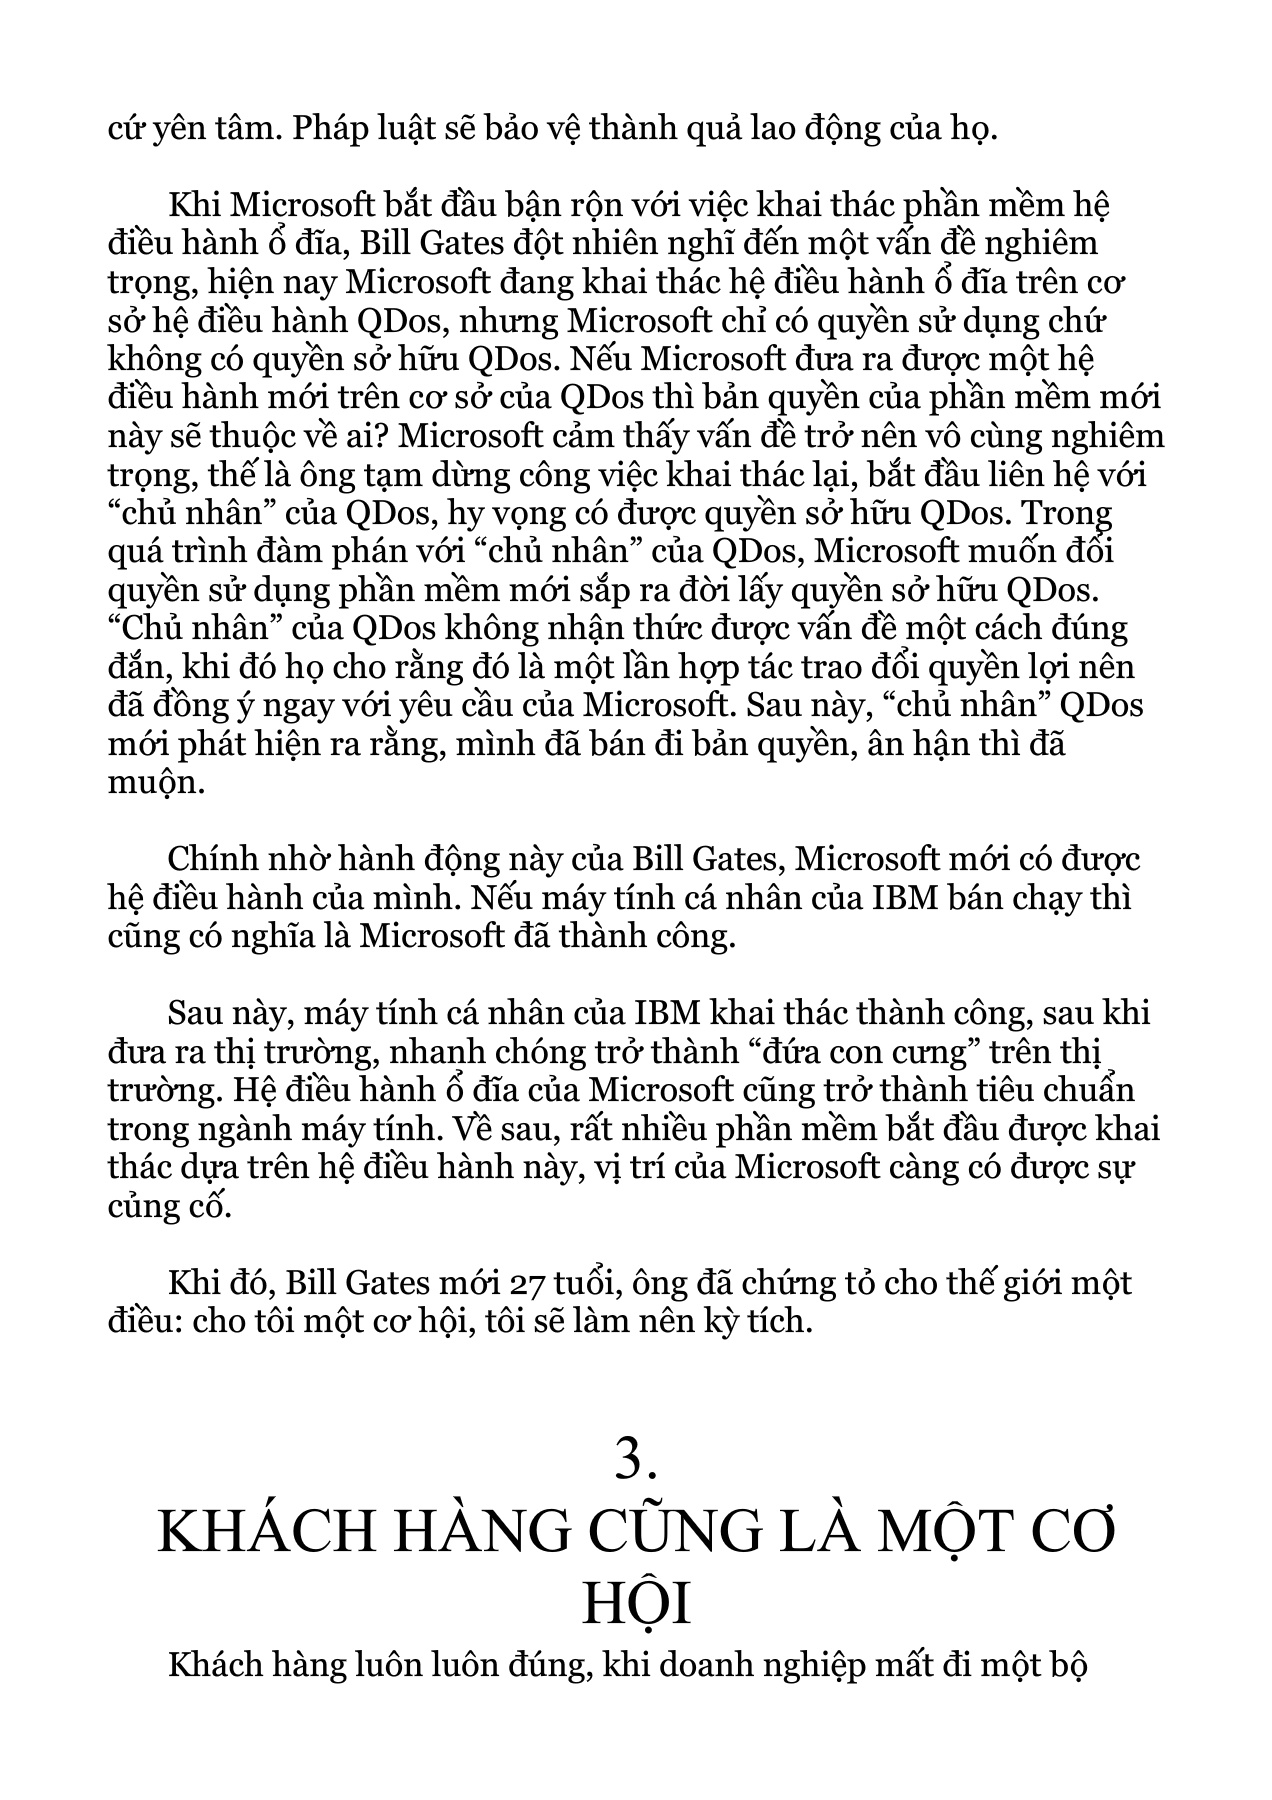 cứ yên tâm. Pháp luật sẽ bảo vệ thành quả lao động của họ.
Khi Microsoft bắt đầu bận rộn với việc khai thác phần mềm hệ
điều hành ổ đĩa, Bill Gates đột nhiên nghĩ đến một vấn đề nghiêm
trọng, hiện nay Microsoft đang khai thác hệ điều hành ổ đĩa trên cơ
sở hệ điều hành QDos, nhưng Microsoft chỉ có quyền sử dụng chứ
không có quyền sở hữu QDos. Nếu Microsoft đưa ra được một hệ
điều hành mới trên cơ sở của QDos thì bản quyền của phần mềm mới
này sẽ thuộc về ai? Microsoft cảm thấy vấn đề trở nên vô cùng nghiêm
trọng, thế là ông tạm dừng công việc khai thác lại, bắt đầu liên hệ với
“chủ nhân” của QDos, hy vọng có được quyền sở hữu QDos. Trong
quá trình đàm phán với “chủ nhân” của QDos, Microsoft muốn đổi
quyền sử dụng phần mềm mới sắp ra đời lấy quyền sở hữu QDos.
“Chủ nhân” của QDos không nhận thức được vấn đề một cách đúng
đắn, khi đó họ cho rằng đó là một lần hợp tác trao đổi quyền lợi nên
đã đồng ý ngay với yêu cầu của Microsoft. Sau này, “chủ nhân” QDos
mới phát hiện ra rằng, mình đã bán đi bản quyền, ân hận thì đã
muộn.
Chính nhờ hành động này của Bill Gates, Microsoft mới có được
hệ điều hành của mình. Nếu máy tính cá nhân của IBM bán chạy thì
cũng có nghĩa là Microsoft đã thành công.
Sau này, máy tính cá nhân của IBM khai thác thành công, sau khi
đưa ra thị trường, nhanh chóng trở thành “đứa con cưng” trên thị
trường. Hệ điều hành ổ đĩa của Microsoft cũng trở thành tiêu chuẩn
trong ngành máy tính. Về sau, rất nhiều phần mềm bắt đầu được khai
thác dựa trên hệ điều hành này, vị trí của Microsoft càng có được sự
củng cố.
Khi đó, Bill Gates mới 27 tuổi, ông đã chứng tỏ cho thế giới một
điều: cho tôi một cơ hội, tôi sẽ làm nên kỳ tích.
3.
KHÁCH HÀNG CŨNG LÀ MỘT CƠ
HỘI
Khách hàng luôn luôn đúng, khi doanh nghiệp mất đi một bộ